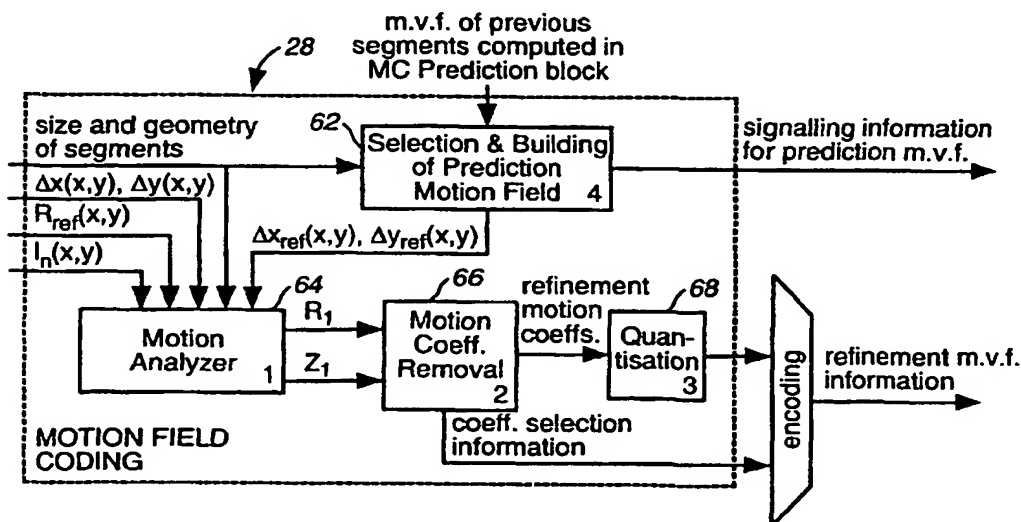 m.v.f. of previous
segments computed in
MC Prediction block
28
size and geometry
of segments
62
Selection & Building
of Prediction
Motion Field
4
signalling information
for prediction m.v.f.
Δx(x,y), Δy(x,y)
R_ref(x,y)
I_n(x,y)
Δx_ref(x,y), Δy_ref(x,y)
64
Motion
Analyzer
1
R_1
Z_1
66
Motion
Coeff.
Removal
2
refinement
motion
coeffs.
68
Quan-
tisation
3
encoding
refinement m.v.f.
information
coeff. selection
information
MOTION FIELD
CODING